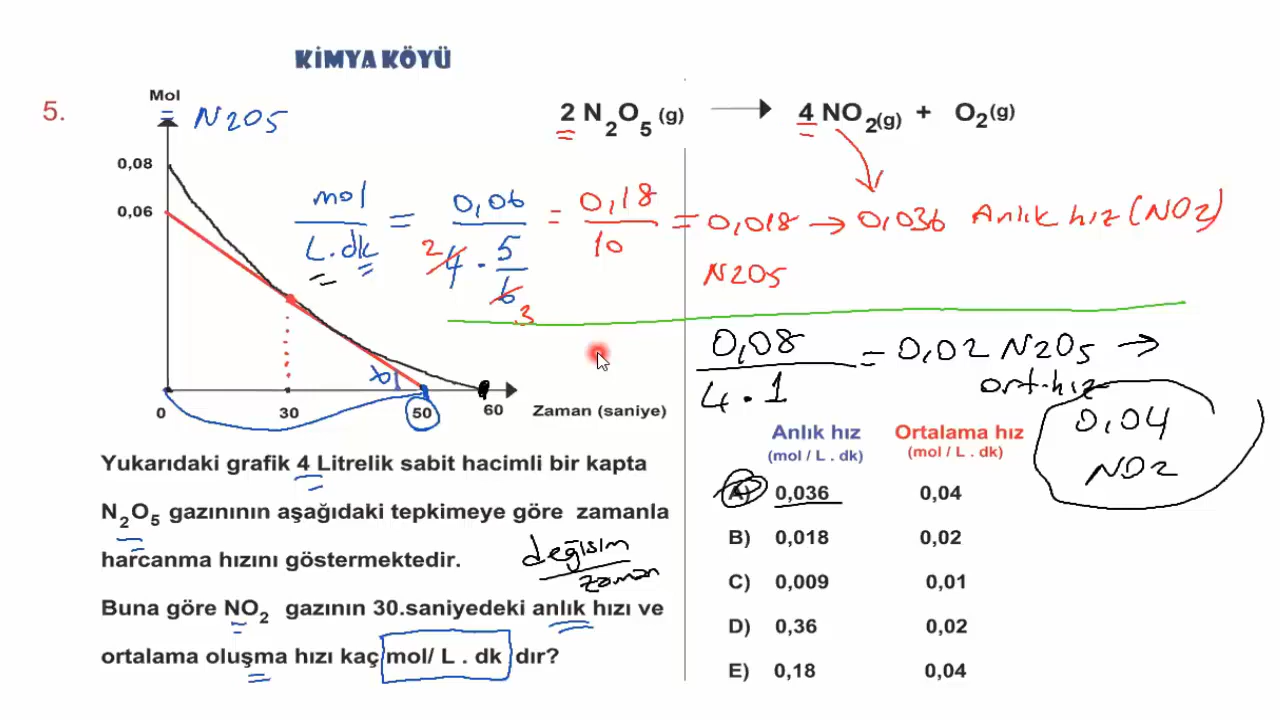 KİMYA KÖYÜ
5.
Mol
N2O5
0,08
0,06
0 30 50 60 Zaman (saniye)
2 N2O5 (g) → 4 NO2(g) + O2(g)
mol / L.dk = 0,06 / 4 · 5/6 = 0,18 / 10 = 0,018 → 0,036 Anlık hız (NO2)
2
3
N2O5
0,08 / 4 · 1 = 0,02 N2O5 →
ort. hız
0,04
NO2
Yukarıdaki grafik 4 Litrelik sabit hacimli bir kapta
N2O5 gazınının aşağıdaki tepkimeye göre zamanla
harcanma hızını göstermektedir.
değişim / zaman
Buna göre NO2 gazının 30.saniyedeki anlık hızı ve
ortalama oluşma hızı kaç mol/ L . dk dır?
Anlık hız Ortalama hız
(mol / L . dk) (mol / L . dk)
A) 0,036 0,04
B) 0,018 0,02
C) 0,009 0,01
D) 0,36 0,02
E) 0,18 0,04